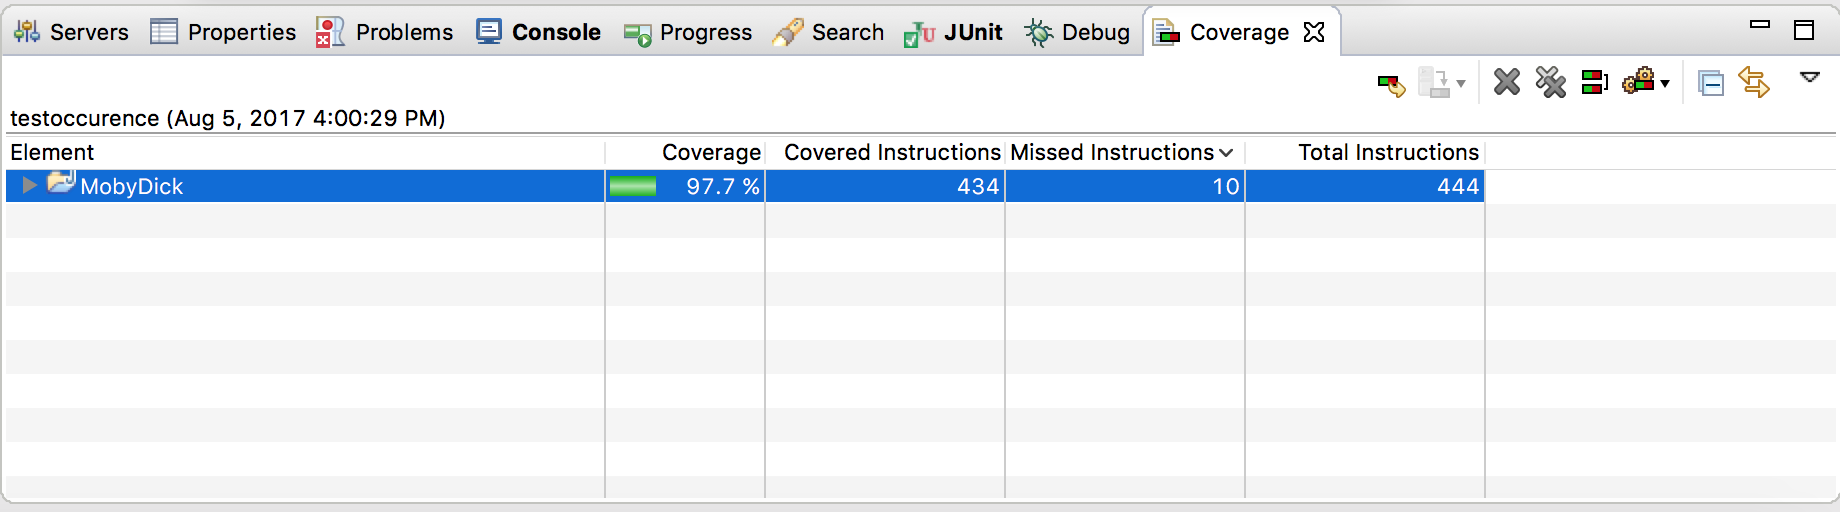 Servers Properties Problems Console Progress Search JUnit Debug Coverage
testoccurence (Aug 5, 2017 4:00:29 PM)
Element Coverage Covered Instructions Missed Instructions Total Instructions
MobyDick 97.7 % 434 10 444